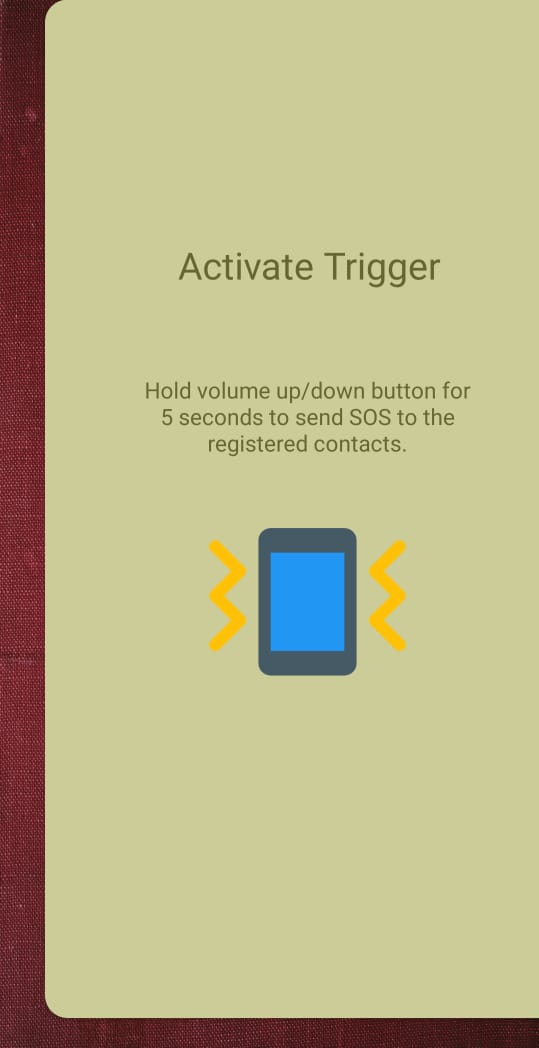 Activate Trigger
Hold volume up/down button for
5 seconds to send SOS to the
registered contacts.